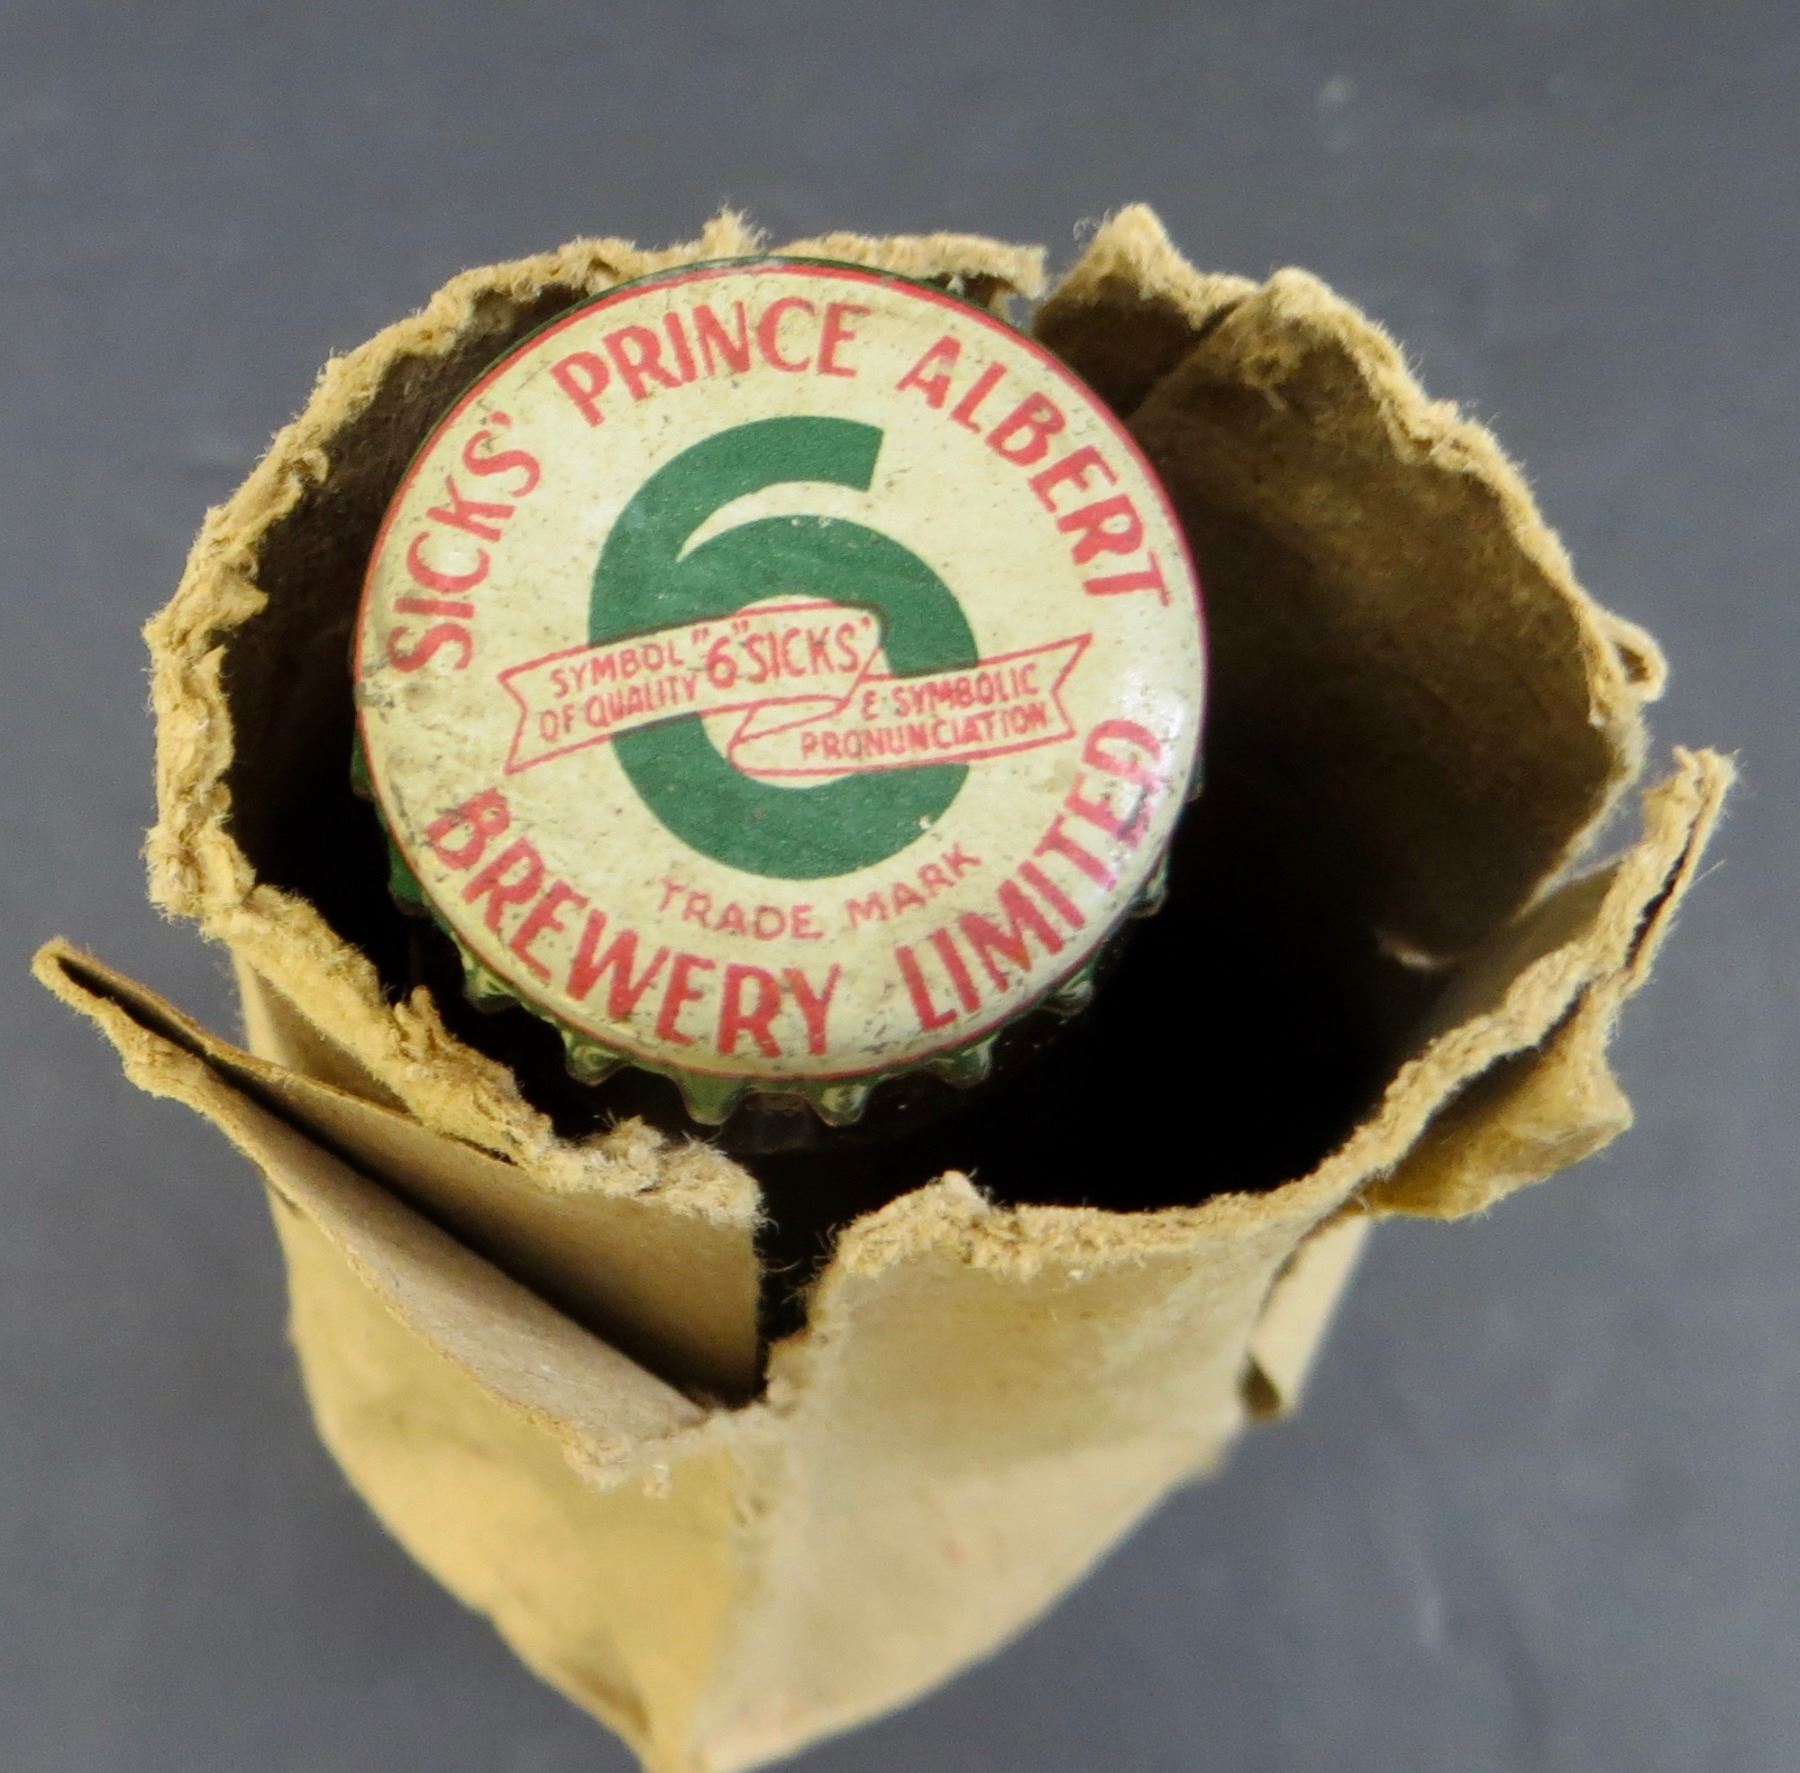 SICKS' PRINCE ALBERT
6
SYMBOL "6" SICKS'
OF QUALITY
& SYMBOLIC
PRONUNCIATION
TRADE MARK
BREWERY LIMITED